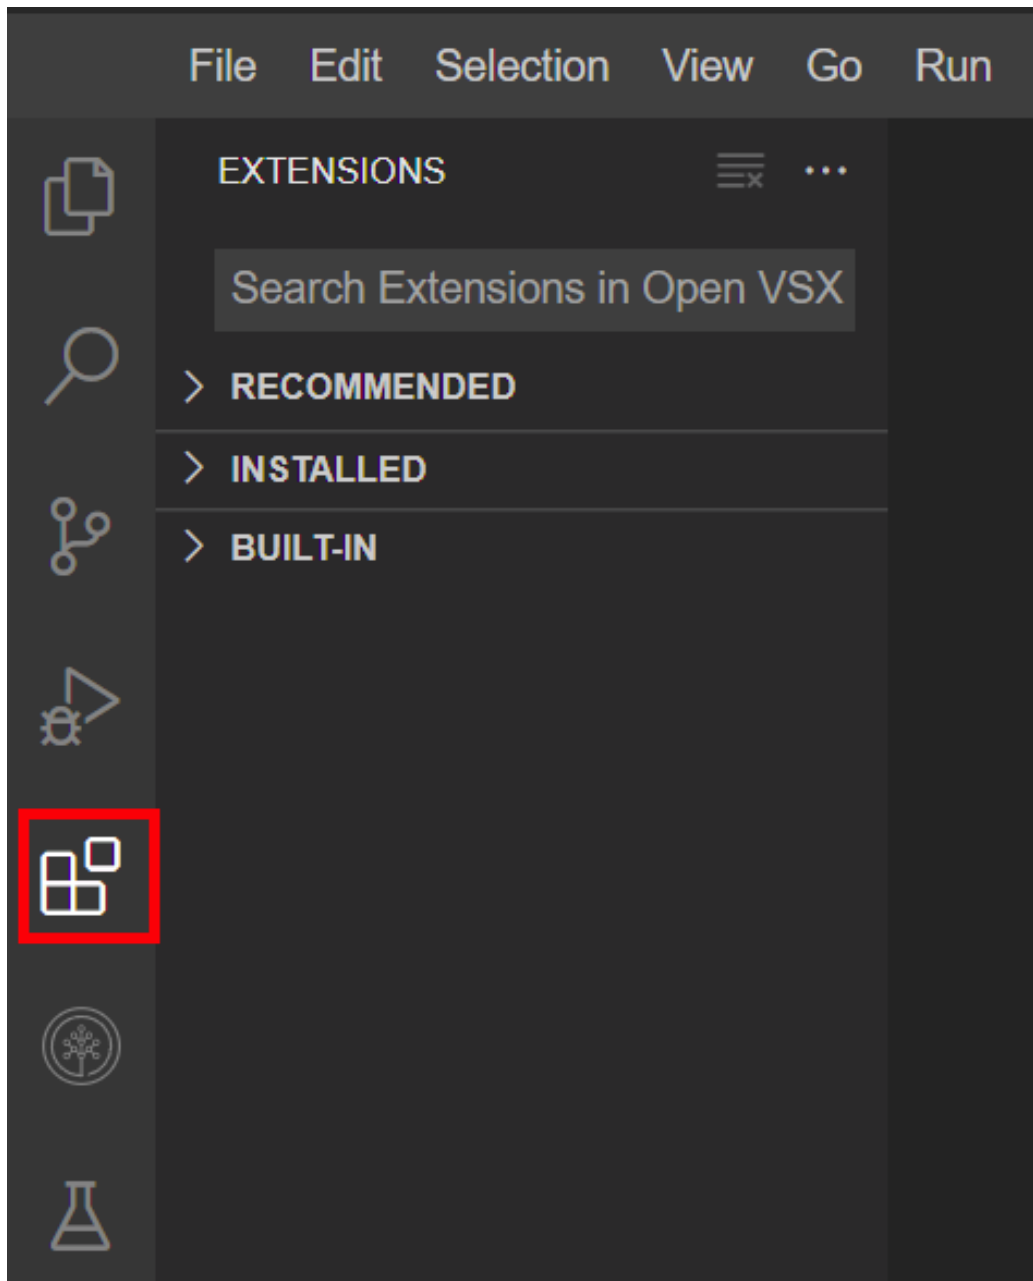 File Edit Selection View Go Run
EXTENSIONS
Search Extensions in Open VSX
RECOMMENDED
INSTALLED
BUILT-IN